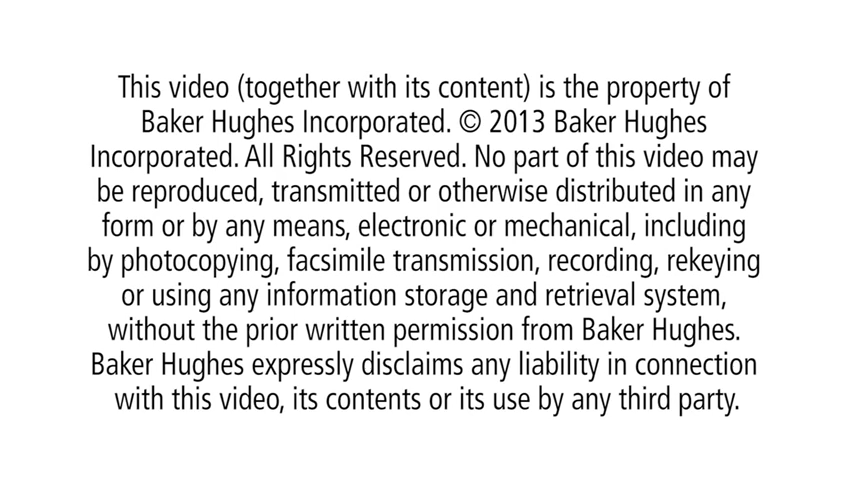 This video (together with its content) is the property of
Baker Hughes Incorporated. © 2013 Baker Hughes
Incorporated. All Rights Reserved. No part of this video may
be reproduced, transmitted or otherwise distributed in any
form or by any means, electronic or mechanical, including
by photocopying, facsimile transmission, recording, rekeying
or using any information storage and retrieval system,
without the prior written permission from Baker Hughes.
Baker Hughes expressly disclaims any liability in connection
with this video, its contents or its use by any third party.